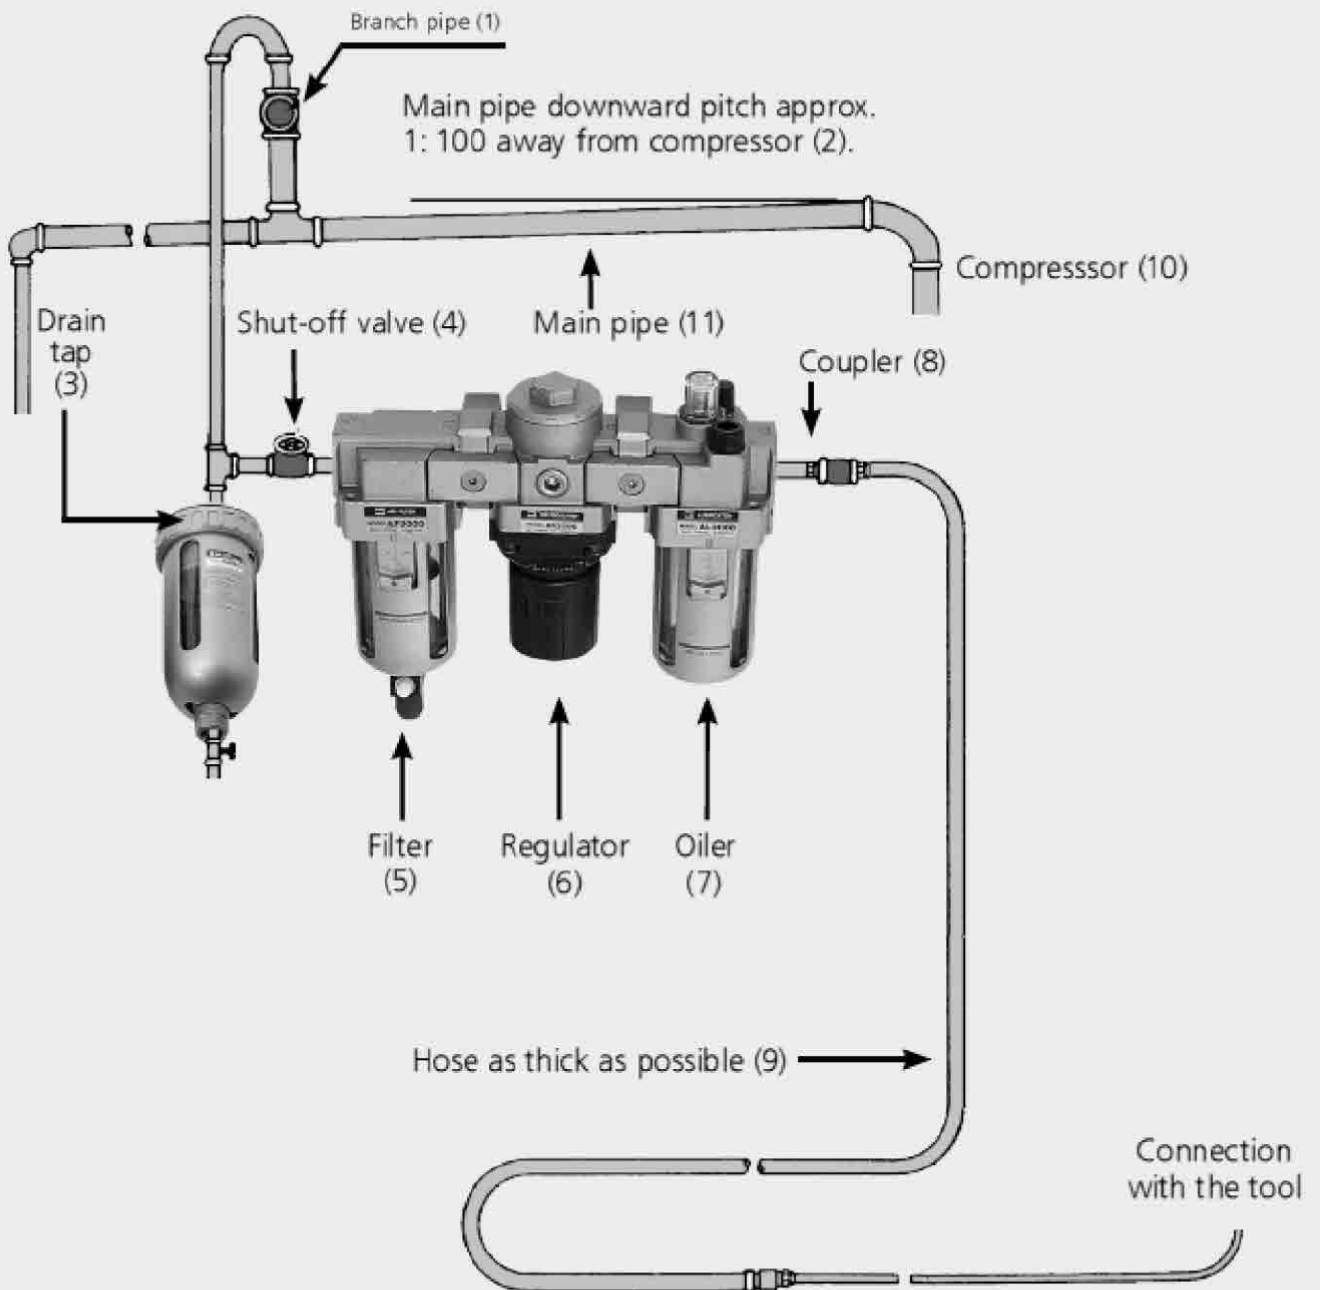 Branch pipe (1)
Main pipe downward pitch approx.
1: 100 away from compressor (2).
Compresssor (10)
Drain
tap
(3)
Shut-off valve (4)
Main pipe (11)
Coupler (8)
Filter
(5)
Regulator
(6)
Oiler
(7)
Hose as thick as possible (9)
Connection
with the tool